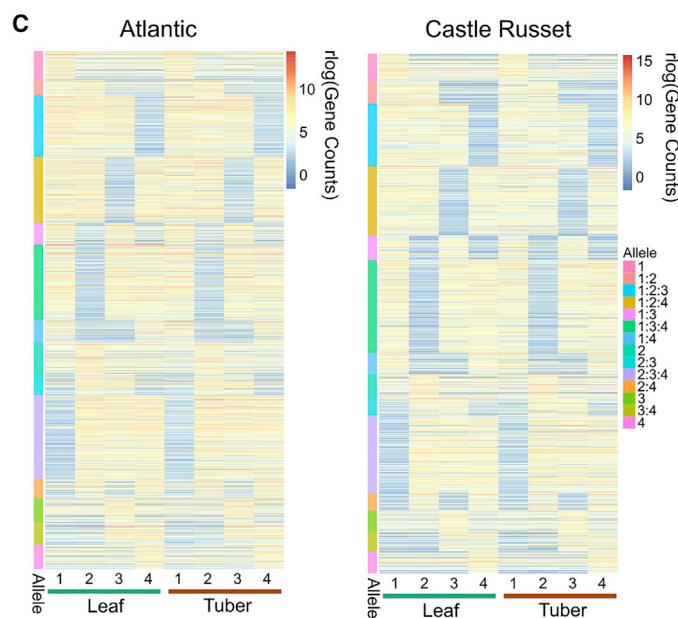 C
Atlantic
Castle Russet
10
5
0
rlog(Gene Counts)
15
10
5
0
rlog(Gene Counts)
Allele
1
1:2
1:2:3
1:2:4
1:3
1:3:4
1:4
2
2:3
2:3:4
2:4
3
3:4
4
Allele
1 2 3 4 1 2 3 4
Leaf Tuber
Allele
1 2 3 4 1 2 3 4
Leaf Tuber